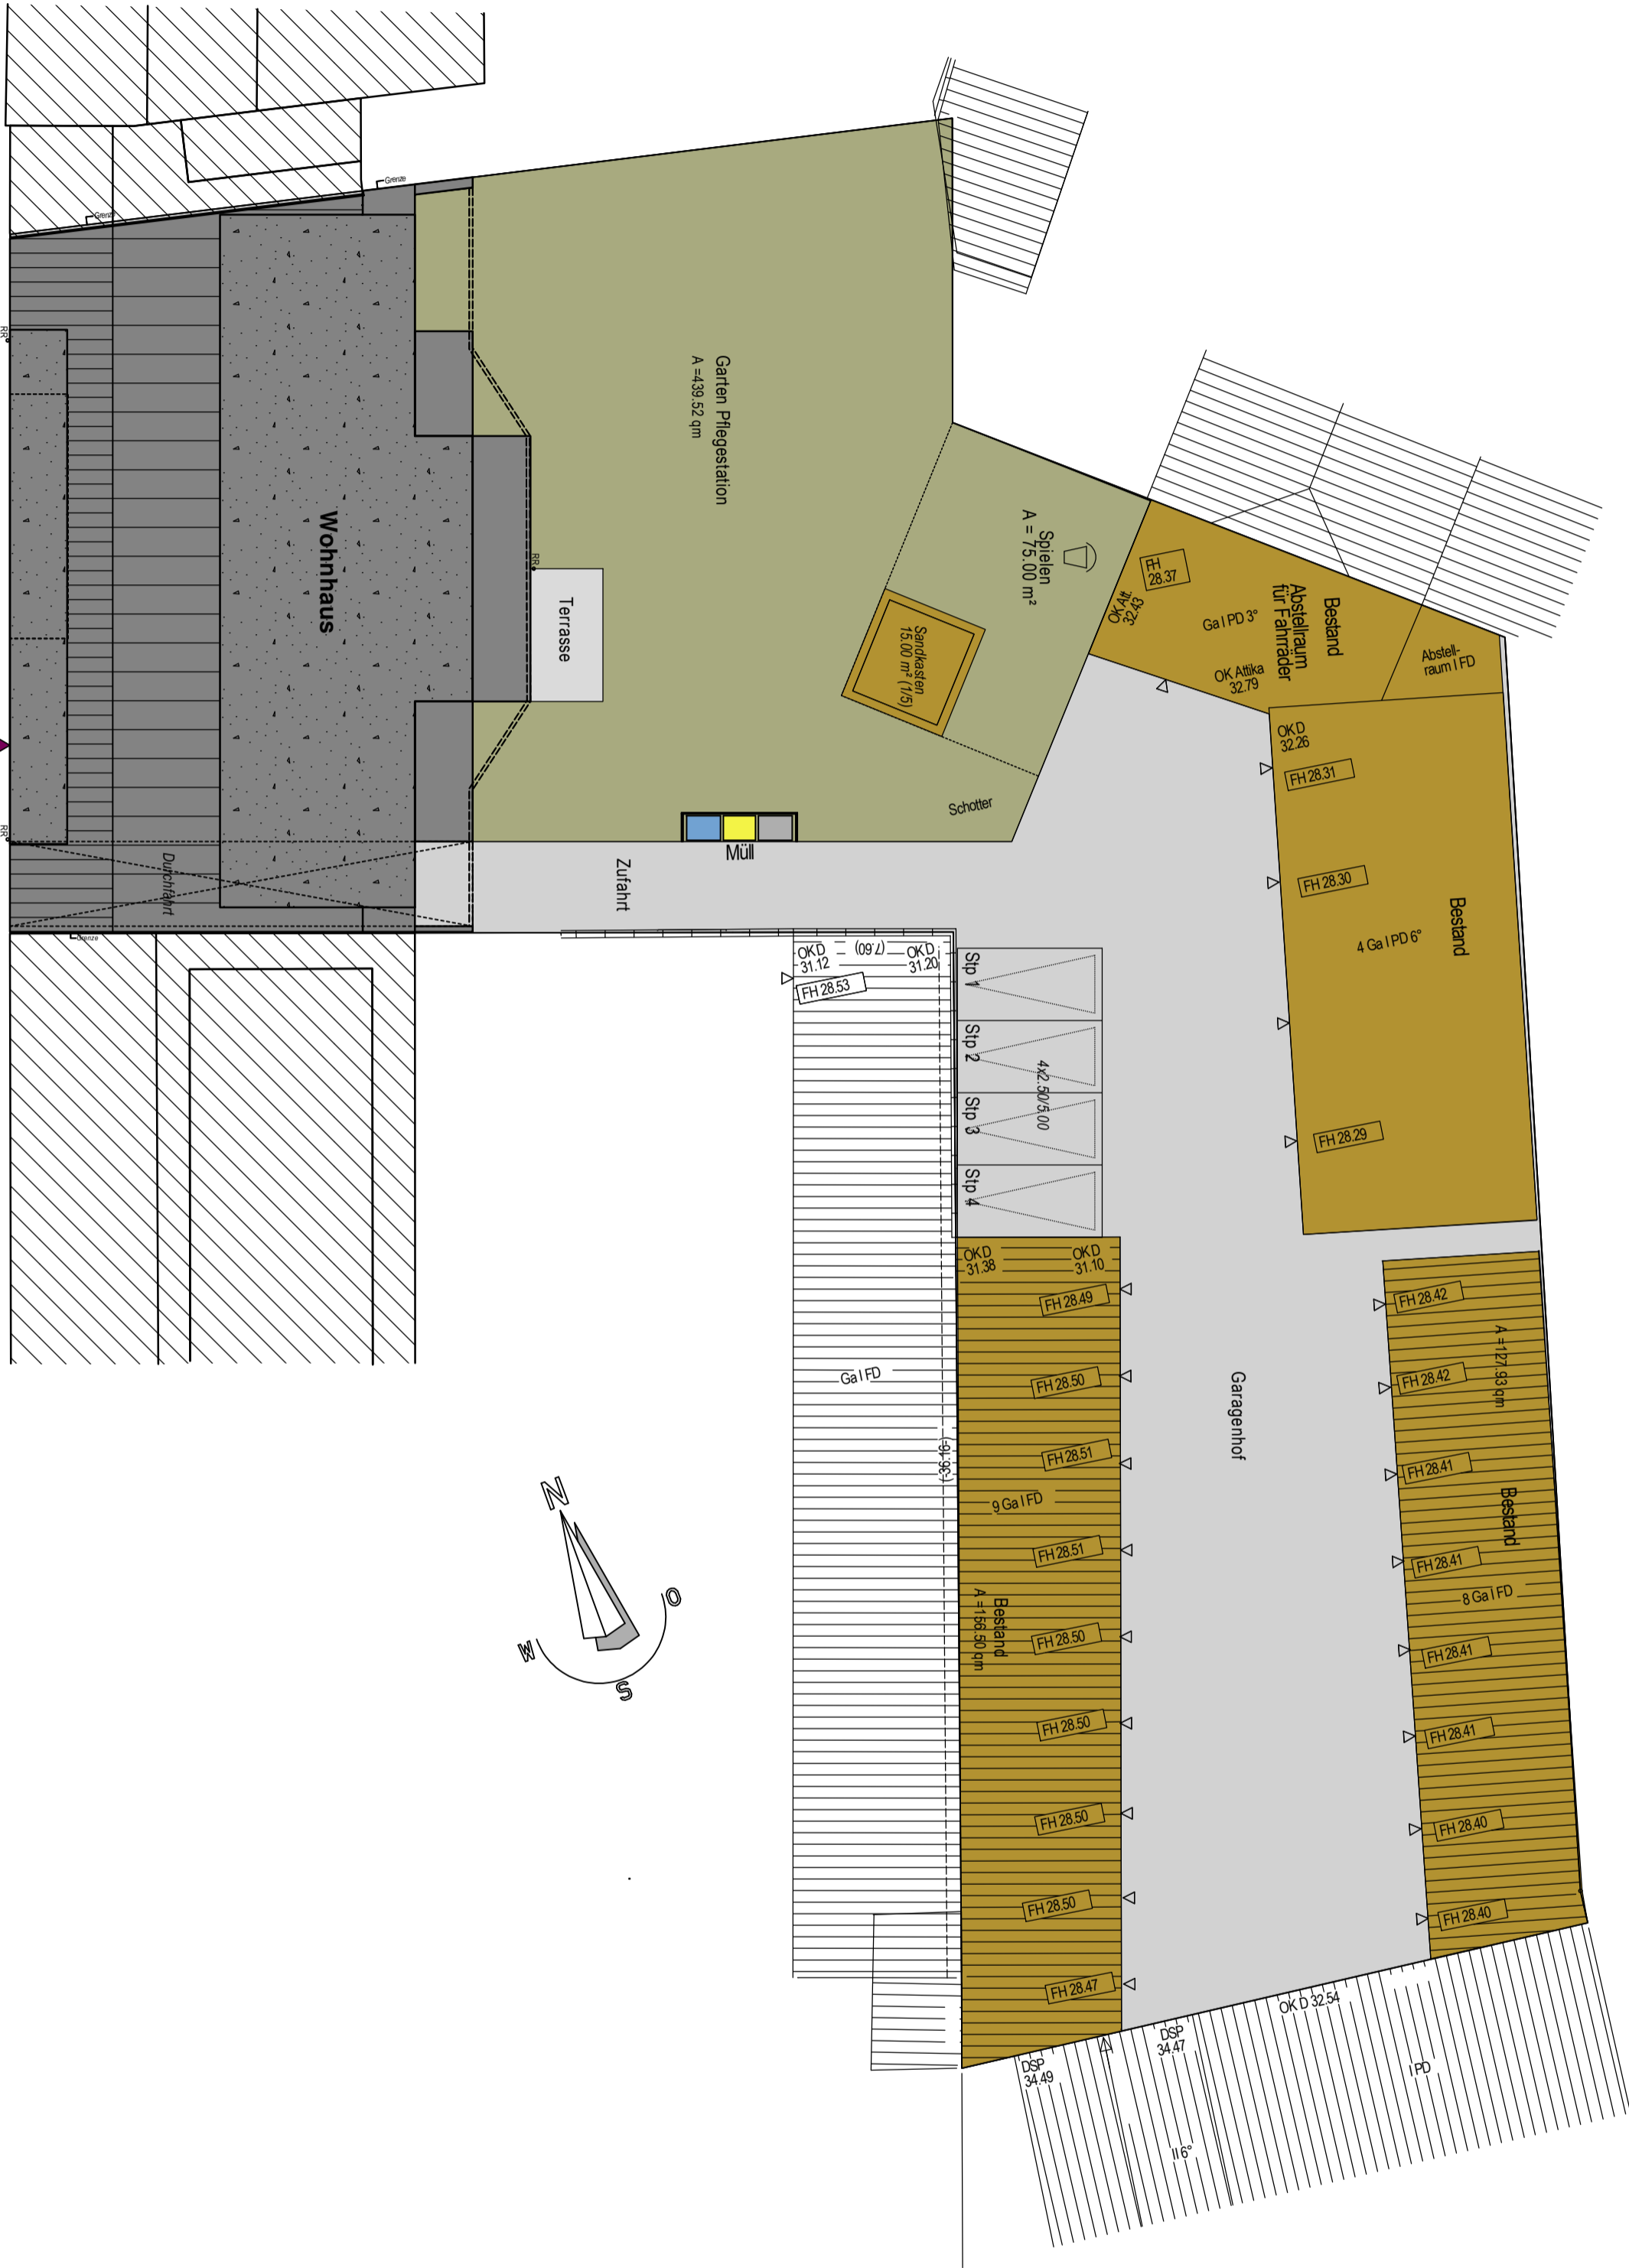 Grenze
Grenze
RR
Wohnhaus
RR
Durchfahrt
Grenze
Garten Pflegestation
A =439.52 qm
RR
Terrasse
Spielen
A = 75.00 m²
Sandkasten
15.00 m² (1/5)
Schotter
Müll
Zufahrt
FH
28.37
OK Att.
32.43
Ga I PD 3°
Bestand
Abstellraum
für Fahrräder
OK Attika
32.79
Abstell-
raum I FD
OKD
32.26
FH 28.31
FH 28.30
Bestand
4 Ga I PD 6°
FH 28.29
OKD
31.12
(7.60)
OKD
31.20
FH 28.53
Stp 1
Stp 2
Stp 3
Stp 4
4x2.50/5.00
OKD
31.38
OKD
31.10
FH 28.49
FH 28.50
FH 28.51
9 Ga I FD
FH 28.51
Bestand
A =156.50 qm
FH 28.50
FH 28.50
FH 28.50
FH 28.50
FH 28.47
Ga I FD
(-36.16)
Garagenhof
FH 28.42
A =127.93 qm
FH 28.42
FH 28.41
Bestand
FH 28.41
8 Ga I FD
FH 28.41
FH 28.41
FH 28.40
FH 28.40
N
O
S
W
OK D 32.54
DSP
34.47
DSP
34.49
I PD
II 6°
RR